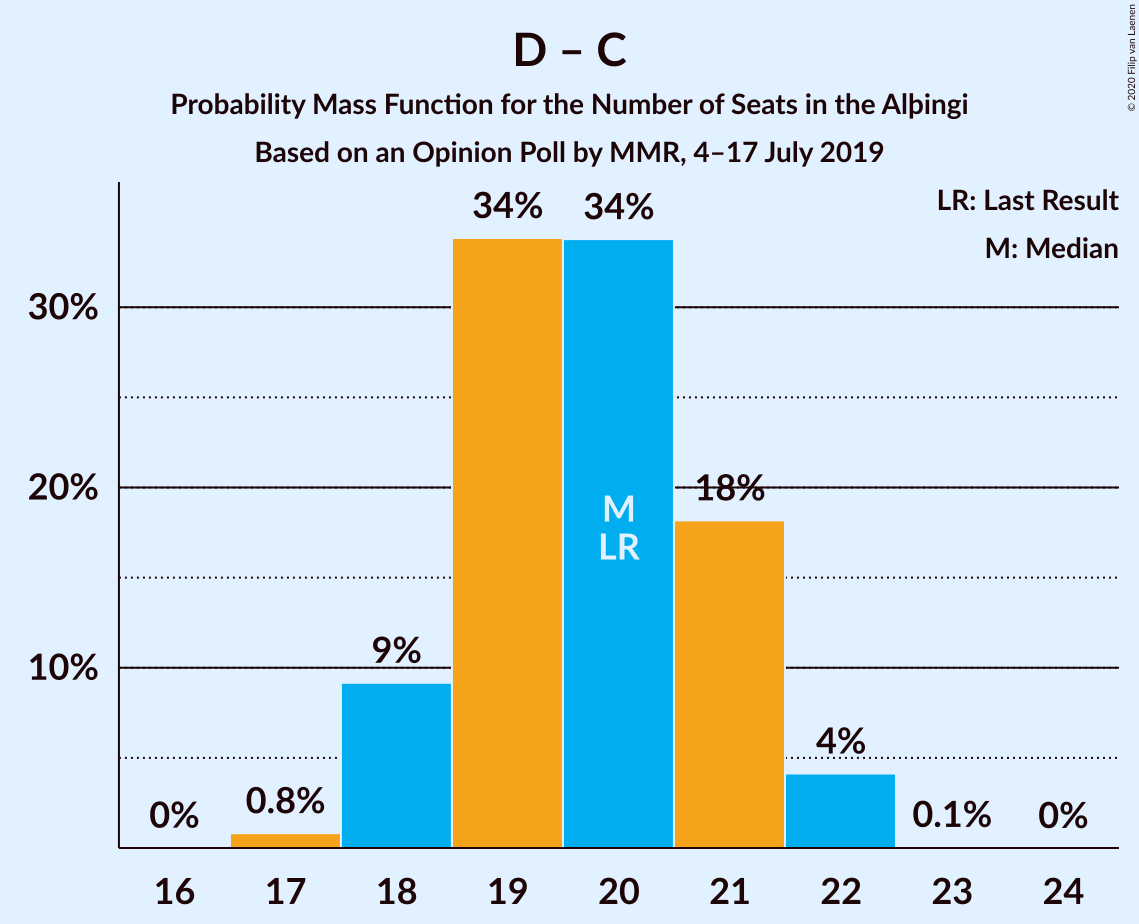 D – C
Probability Mass Function for the Number of Seats in the Alþingi
Based on an Opinion Poll by MMR, 4–17 July 2019
© 2020 Filip van Laenen
LR: Last Result
M: Median
34%
34%
30%
20%
18%
M
LR
9%
10%
4%
0%
0.8%
0.1%
0%
16
17
18
19
20
21
22
23
24